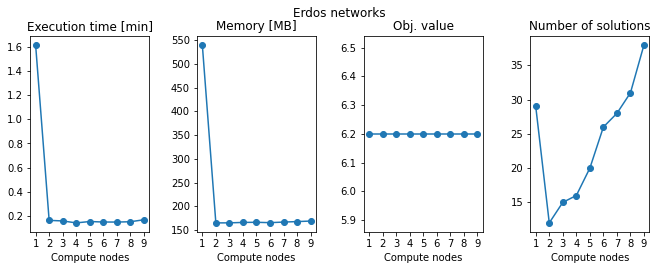 Erdos networks
Execution time [min]
1.6
1.4
1.2
1.0
0.8
0.6
0.4
0.2
1 2 3 4 5 6 7 8 9
Compute nodes
Memory [MB]
550
500
450
400
350
300
250
200
150
1 2 3 4 5 6 7 8 9
Compute nodes
Obj. value
6.5
6.4
6.3
6.2
6.1
6.0
5.9
1 2 3 4 5 6 7 8 9
Compute nodes
Number of solutions
35
30
25
20
15
1 2 3 4 5 6 7 8 9
Compute nodes